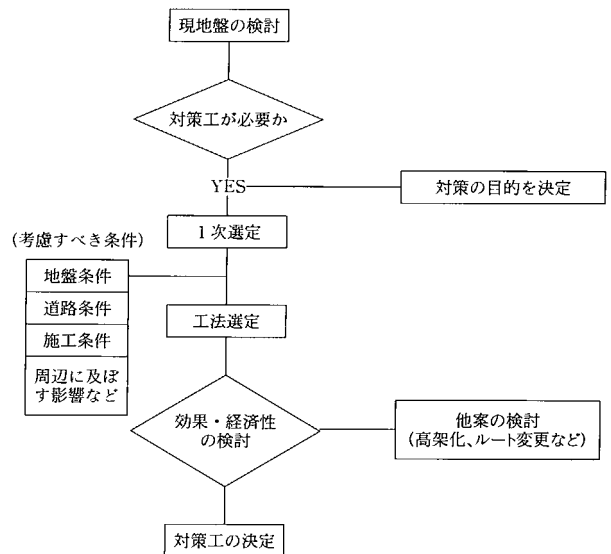 現地盤の検討
対策工が必要か
YES
対策の目的を決定
1次選定
(考慮すべき条件)
地盤条件
道路条件
施工条件
周辺に及ぼ
す影響など
工法選定
効果・経済性
の検討
他案の検討
(高架化、ルート変更など)
対策工の決定